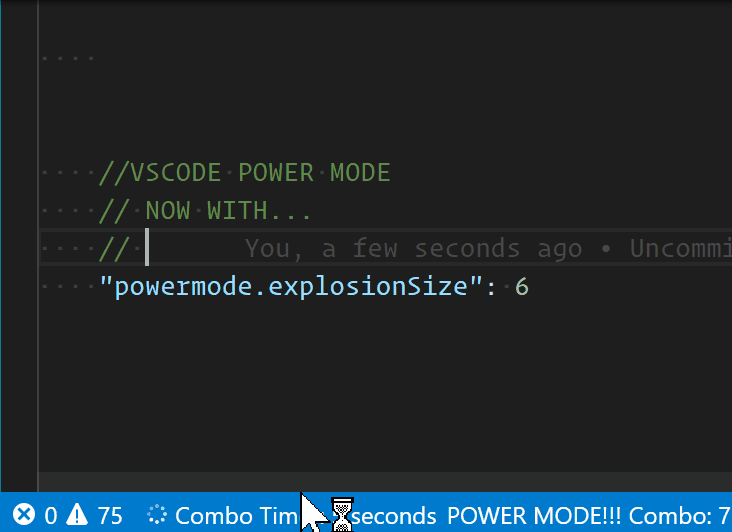 //VSCODE POWER MODE
// NOW WITH...
// You, a few seconds ago • Uncommi
"powermode.explosionSize": 6
0 75 Combo Tim seconds POWER MODE!!! Combo: 7